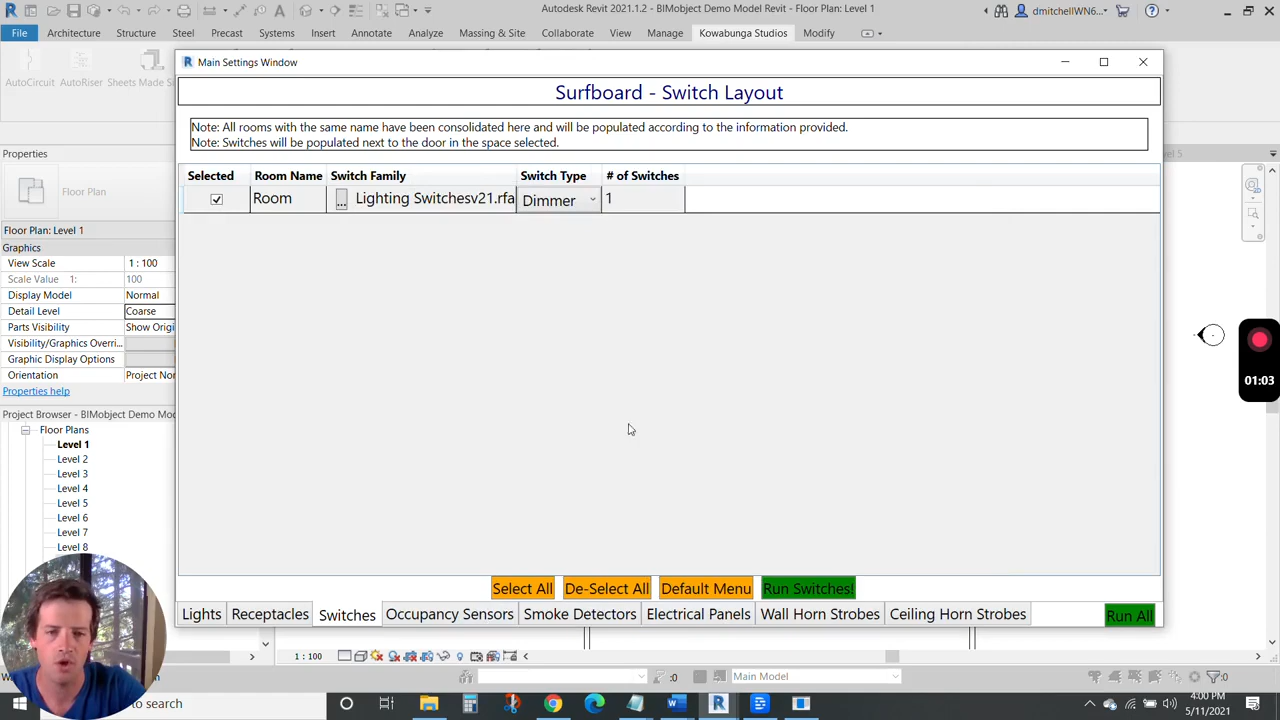 Autodesk Revit 2021.1.2 - BIMobject Demo Model Revit - Floor Plan: Level 1
dmitchellWN6...
File Architecture Structure Steel Precast Systems Insert Annotate Analyze Massing & Site Collaborate View Manage Kowabunga Studios Modify
AutoCircuit AutoRiser Sheets Made
Main Settings Window
Surfboard - Switch Layout
Note: All rooms with the same name have been consolidated here and will be populated according to the information provided.
Note: Switches will be populated next to the door in the space selected.
Selected Room Name Switch Family Switch Type # of Switches
Room ... Lighting Switchesv21.rfa Dimmer 1
Properties
Floor Plan
Floor Plan: Level 1
Graphics
View Scale 1 : 100
Scale Value 1: 100
Display Model Normal
Detail Level Coarse
Parts Visibility Show Origi
Visibility/Graphics Overri...
Graphic Display Options
Orientation Project Nor
Properties help
Project Browser - BIMobject Demo Mod
Floor Plans
Level 1
Level 2
Level 3
Level 4
Level 5
Level 6
Level 7
Level 8
01:03
Select All De-Select All Default Menu Run Switches!
Lights Receptacles Switches Occupancy Sensors Smoke Detectors Electrical Panels Wall Horn Strobes Ceiling Horn Strobes Run All
1 : 100
:0 Main Model :0
search
4:00 PM
5/11/2021